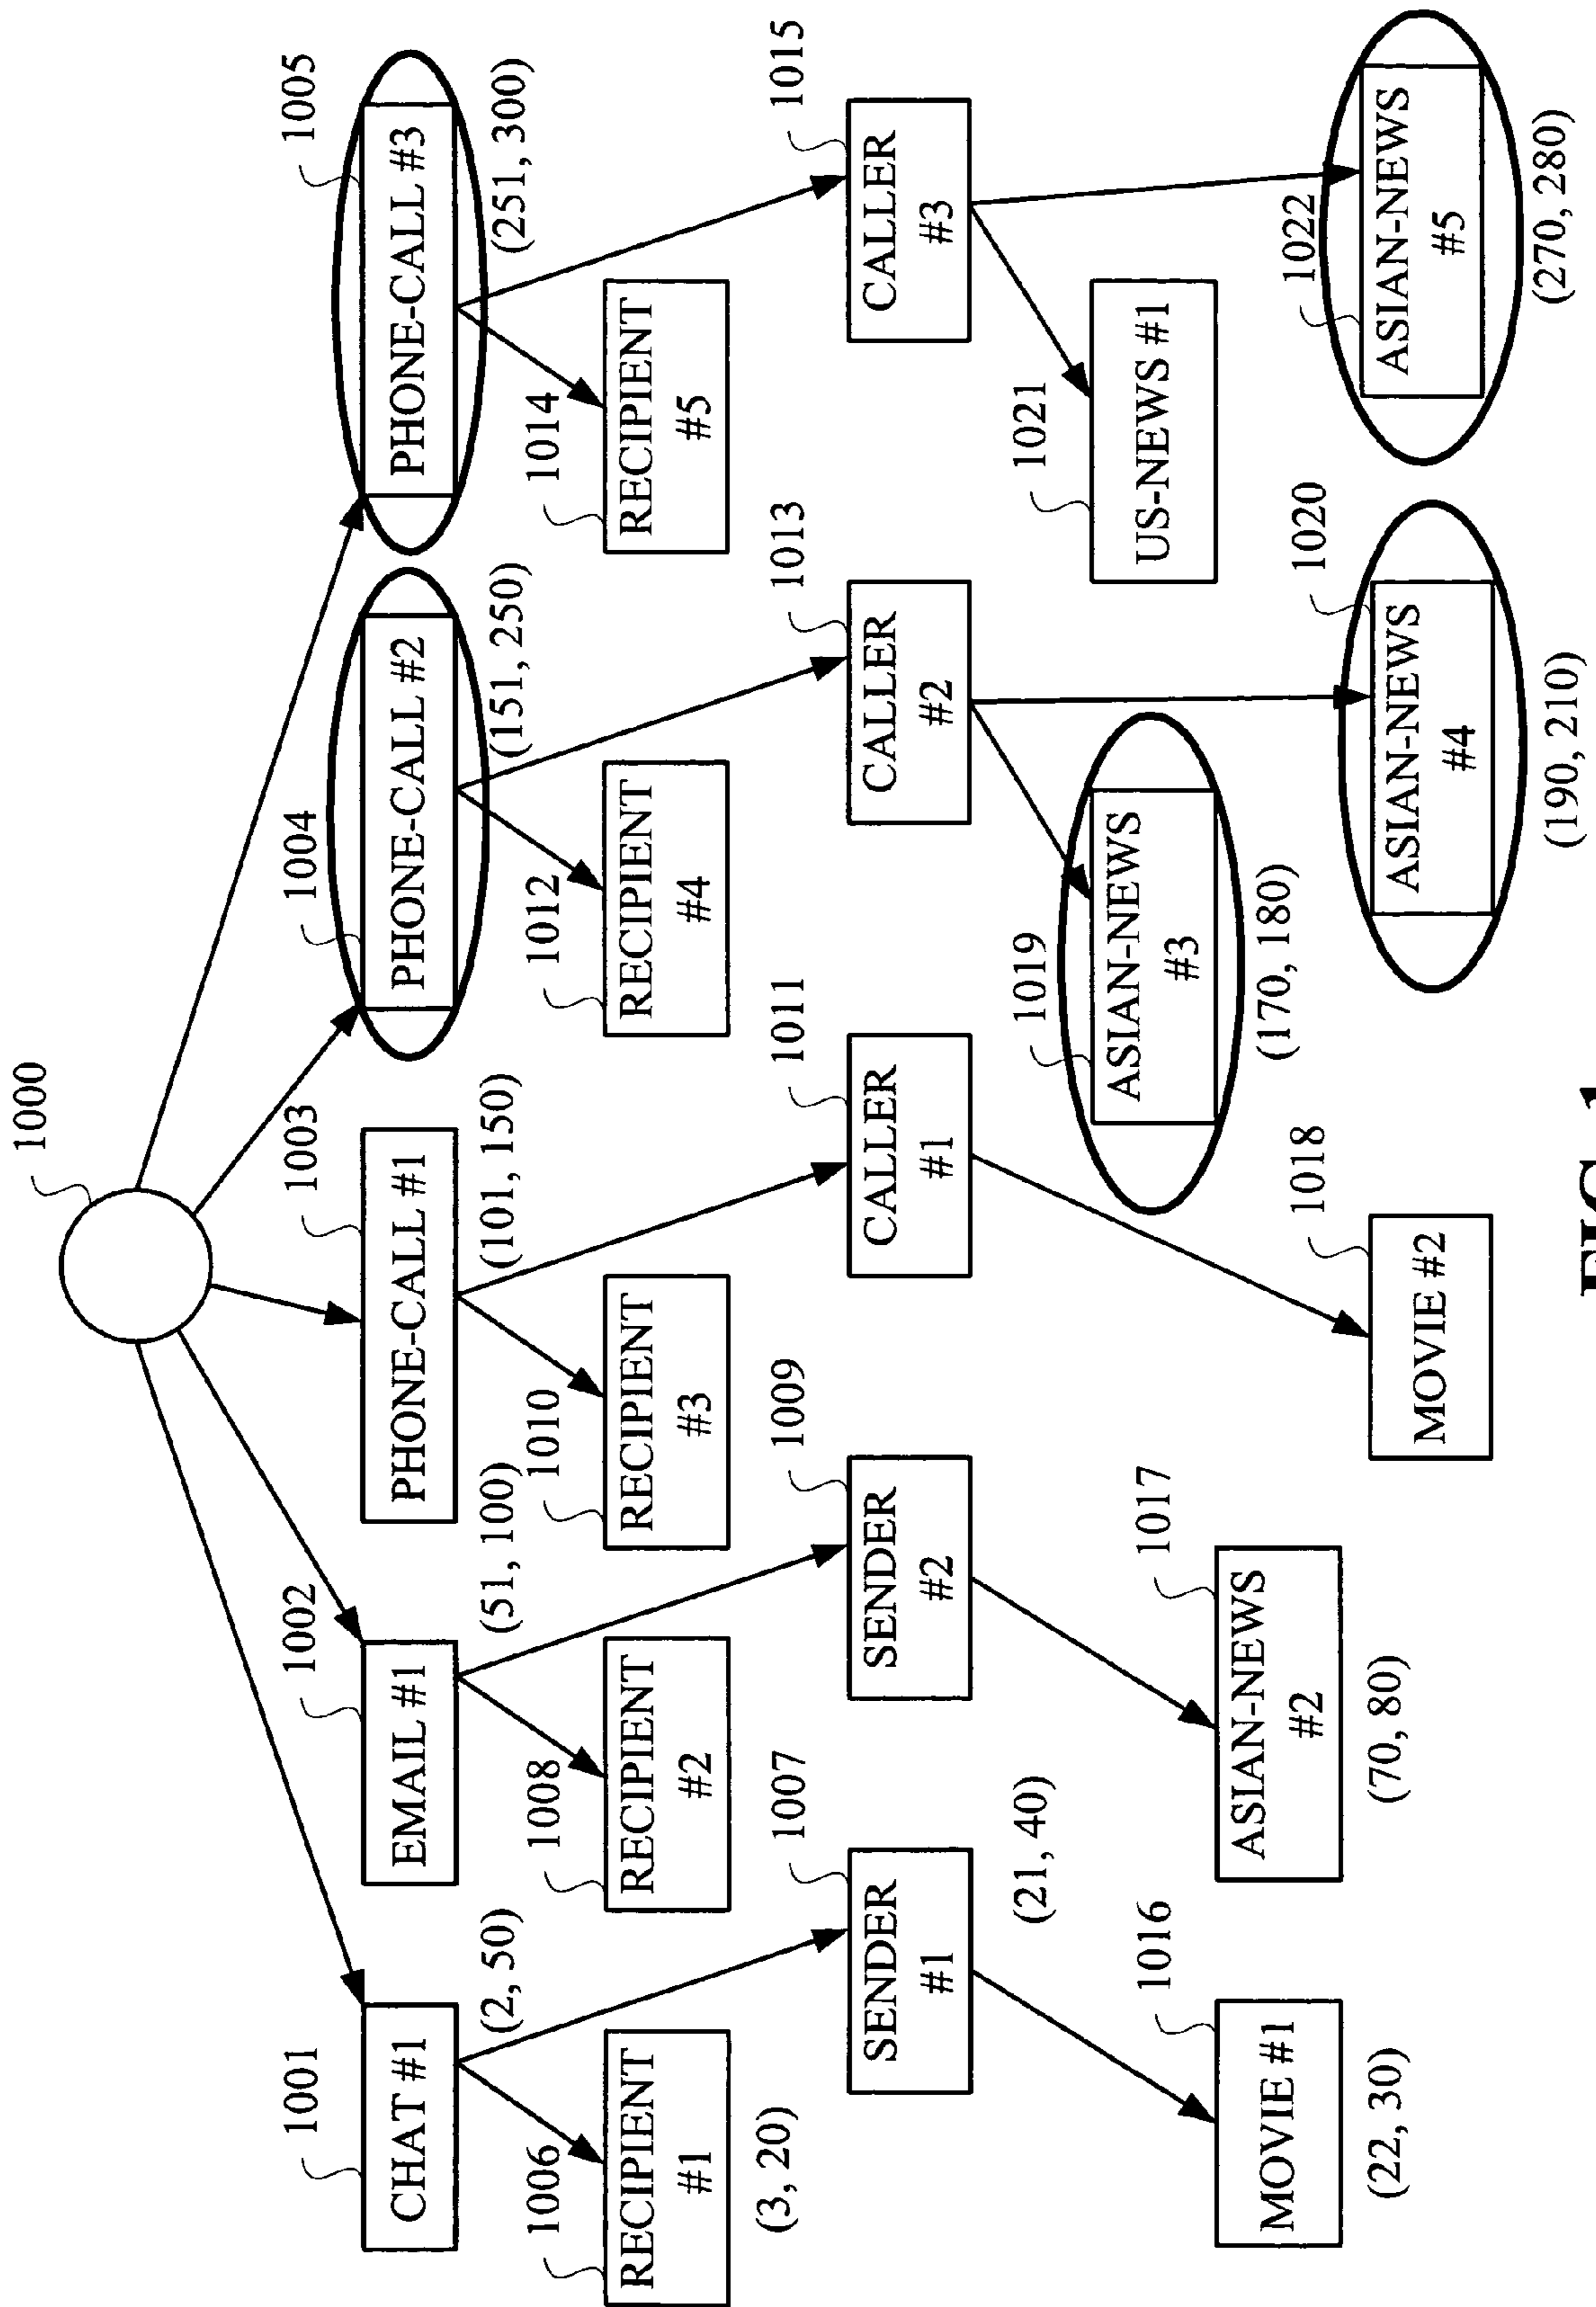 1000
1001
CHAT #1
(2, 50)
1002
EMAIL #1
(51, 100)
1003
PHONE-CALL #1
(101, 150)
1004
PHONE-CALL #2
(151, 250)
1005
PHONE-CALL #3
(251, 300)
1006
RECIPIENT
#1
(3, 20)
1008
RECIPIENT
#2
1010
RECIPIENT
#3
1012
RECIPIENT
#4
1014
RECIPIENT
#5
1007
SENDER
#1
(21, 40)
1009
SENDER
#2
1011
CALLER
#1
1013
CALLER
#2
1015
CALLER
#3
1016
MOVIE #1
(22, 30)
1017
ASIAN-NEWS
#2
(70, 80)
1018
MOVIE #2
1019
ASIAN-NEWS
#3
(170, 180)
1020
ASIAN-NEWS
#4
(190, 210)
1021
US-NEWS #1
1022
ASIAN-NEWS
#5
(270, 280)